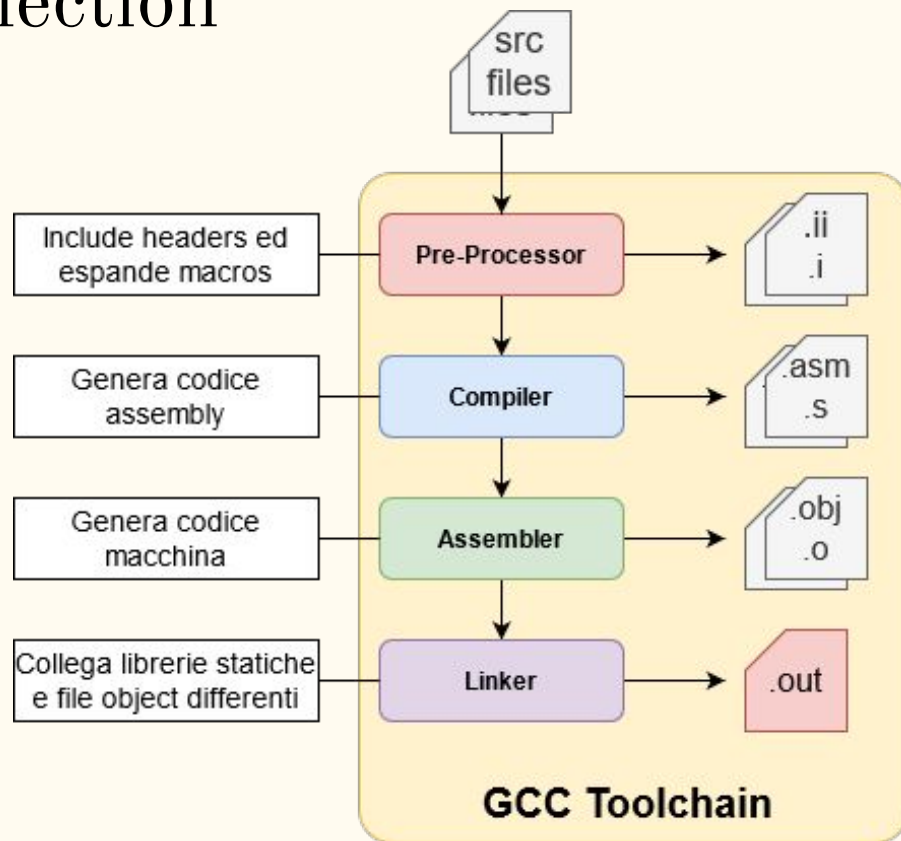 src
files
Include headers ed
espande macros
Pre-Processor
.ii
.i
Genera codice
assembly
Compiler
.asm
.s
Genera codice
macchina
Assembler
.obj
.o
Collega librerie statiche
e file object differenti
Linker
.out
GCC Toolchain